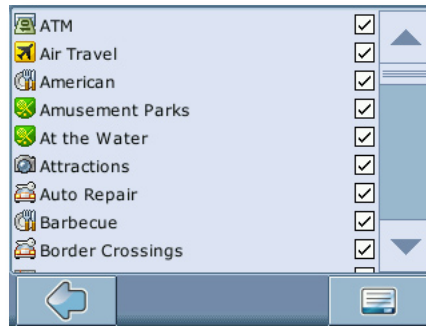 ATM
Air Travel
American
Amusement Parks
At the Water
Attractions
Auto Repair
Barbecue
Border Crossings